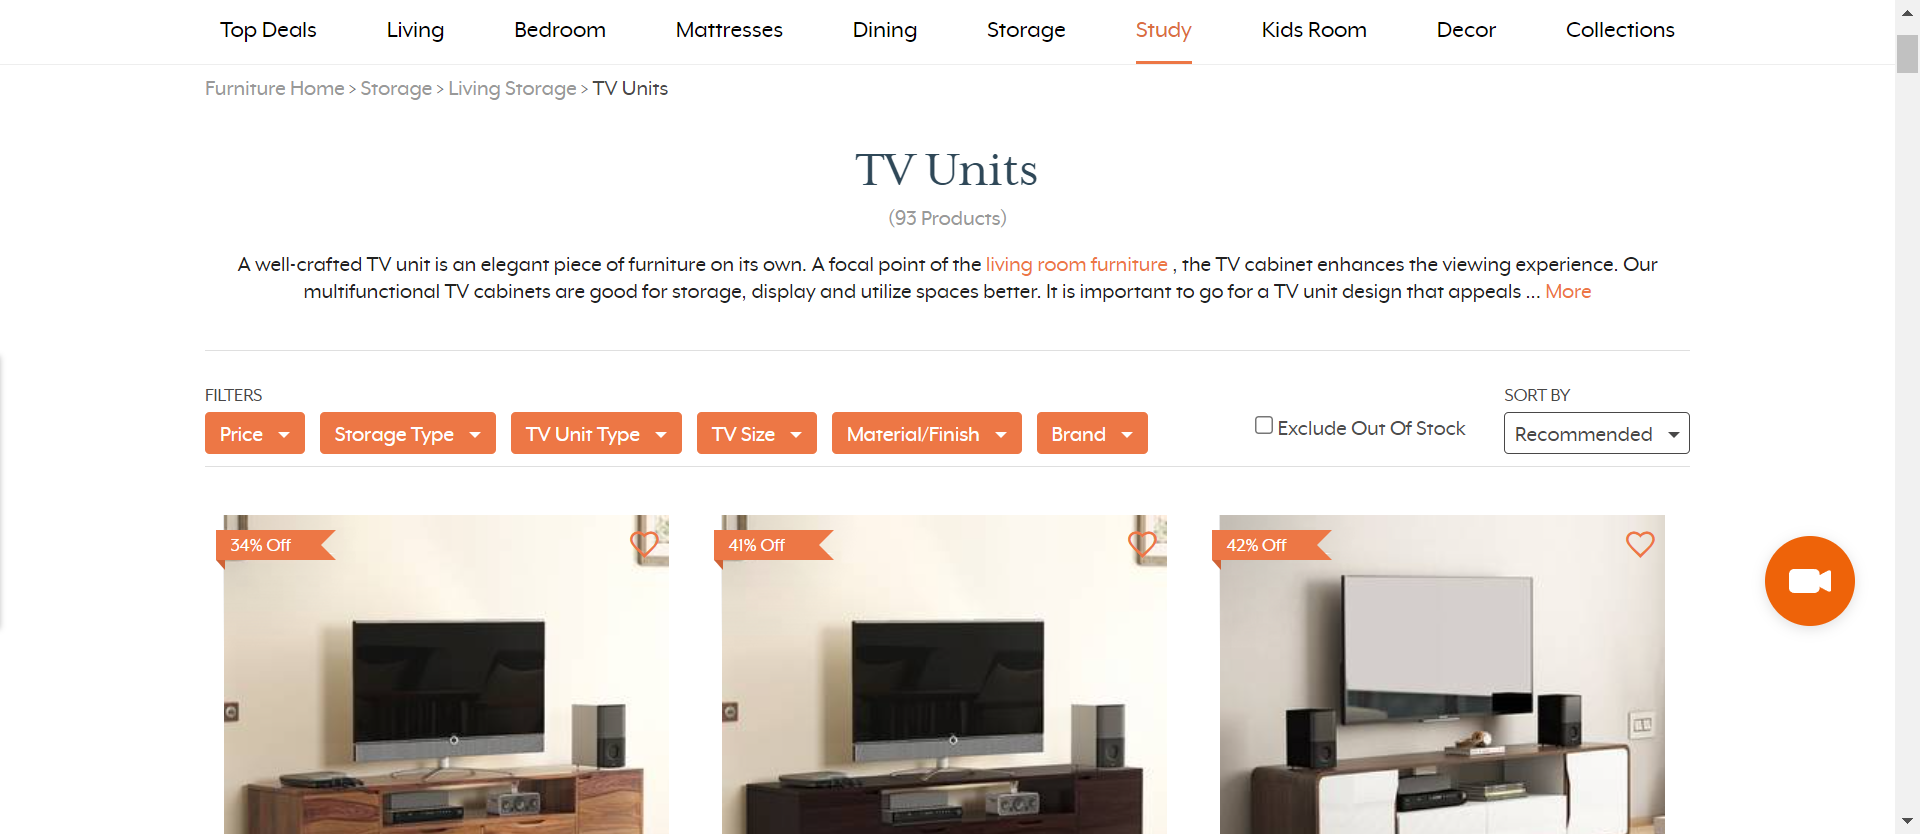 Top Deals Living Bedroom Mattresses Dining Storage Study Kids Room Decor Collections
Furniture Home > Storage > Living Storage > TV Units
TV Units
(93 Products)
A well-crafted TV unit is an elegant piece of furniture on its own. A focal point of the living room furniture , the TV cabinet enhances the viewing experience. Our
multifunctional TV cabinets are good for storage, display and utilize spaces better. It is important to go for a TV unit design that appeals ... More
FILTERS
SORT BY
Price Storage Type TV Unit Type TV Size Material/Finish Brand Exclude Out Of Stock Recommended
34% Off 41% Off 42% Off